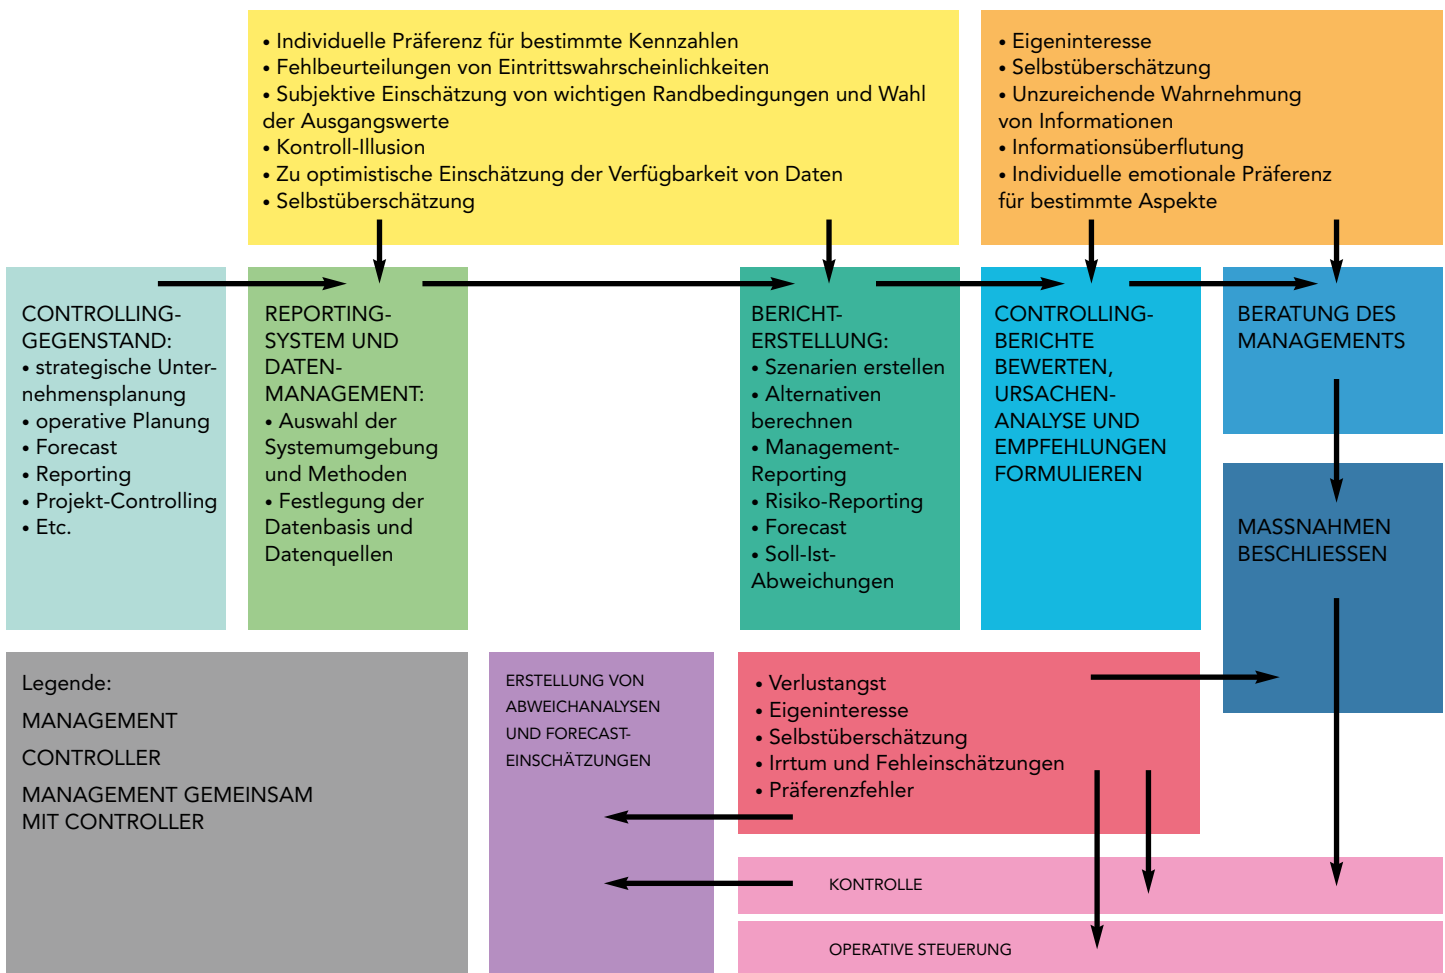 • Individuelle Präferenz für bestimmte Kennzahlen
• Fehlbeurteilungen von Eintrittswahrscheinlichkeiten
• Subjektive Einschätzung von wichtigen Randbedingungen und Wahl
der Ausgangswerte
• Kontroll-Illusion
• Zu optimistische Einschätzung der Verfügbarkeit von Daten
• Selbstüberschätzung
• Eigeninteresse
• Selbstüberschätzung
• Unzureichende Wahrnehmung
von Informationen
• Informationsüberflutung
• Individuelle emotionale Präferenz
für bestimmte Aspekte
CONTROLLING-
GEGENSTAND:
• strategische Unter-
nehmensplanung
• operative Planung
• Forecast
• Reporting
• Projekt-Controlling
• Etc.
REPORTING-
SYSTEM UND
DATEN-
MANAGEMENT:
• Auswahl der
Systemumgebung
und Methoden
• Festlegung der
Datenbasis und
Datenquellen
BERICHT-
ERSTELLUNG:
• Szenarien erstellen
• Alternativen
berechnen
• Management-
Reporting
• Risiko-Reporting
• Forecast
• Soll-Ist-
Abweichungen
CONTROLLING-
BERICHTE
BEWERTEN,
URSACHEN-
ANALYSE UND
EMPFEHLUNGEN
FORMULIEREN
BERATUNG DES
MANAGEMENTS
MASSNAHMEN
BESCHLIESSEN
Legende:
MANAGEMENT
CONTROLLER
MANAGEMENT GEMEINSAM
MIT CONTROLLER
ERSTELLUNG VON
ABWEICHANALYSEN
UND FORECAST-
EINSCHÄTZUNGEN
• Verlustangst
• Eigeninteresse
• Selbstüberschätzung
• Irrtum und Fehleinschätzungen
• Präferenzfehler
KONTROLLE
OPERATIVE STEUERUNG